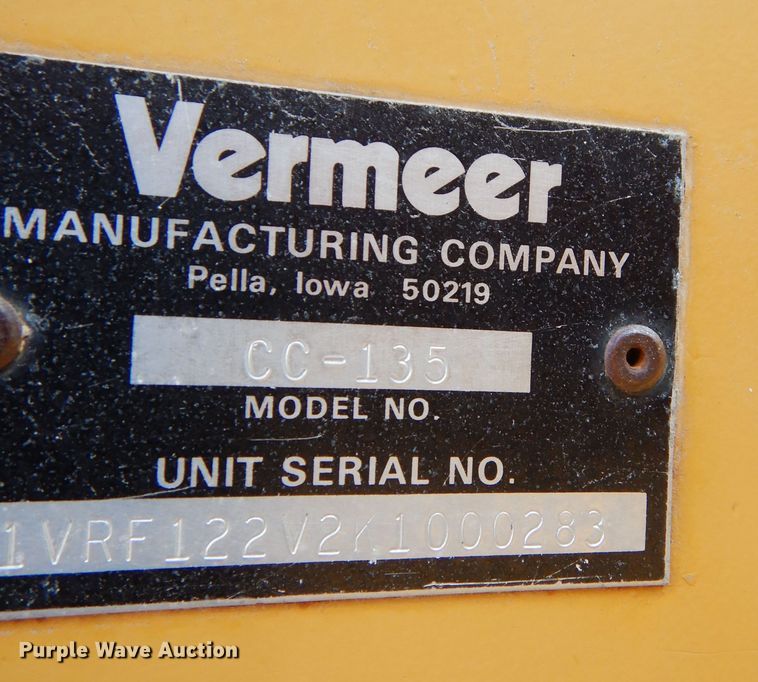 Vermeer
MANUFACTURING COMPANY
Pella, Iowa 50219
CC-135
MODEL NO.
UNIT SERIAL NO.
1VRF122V2K1000283
Purple Wave Auction